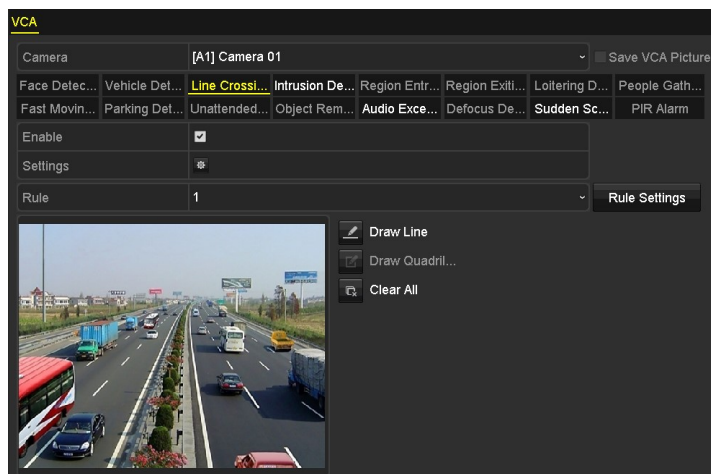 VCA
Camera [A1] Camera 01 Save VCA Picture
Face Detec... Vehicle Det... Line Crossi... Intrusion De... Region Entr... Region Exiti... Loitering D... People Gath...
Fast Movin... Parking Det... Unattended... Object Rem... Audio Exce... Defocus De... Sudden Sc... PIR Alarm
Enable
Settings
Rule 1 Rule Settings
Draw Line
Draw Quadril...
Clear All